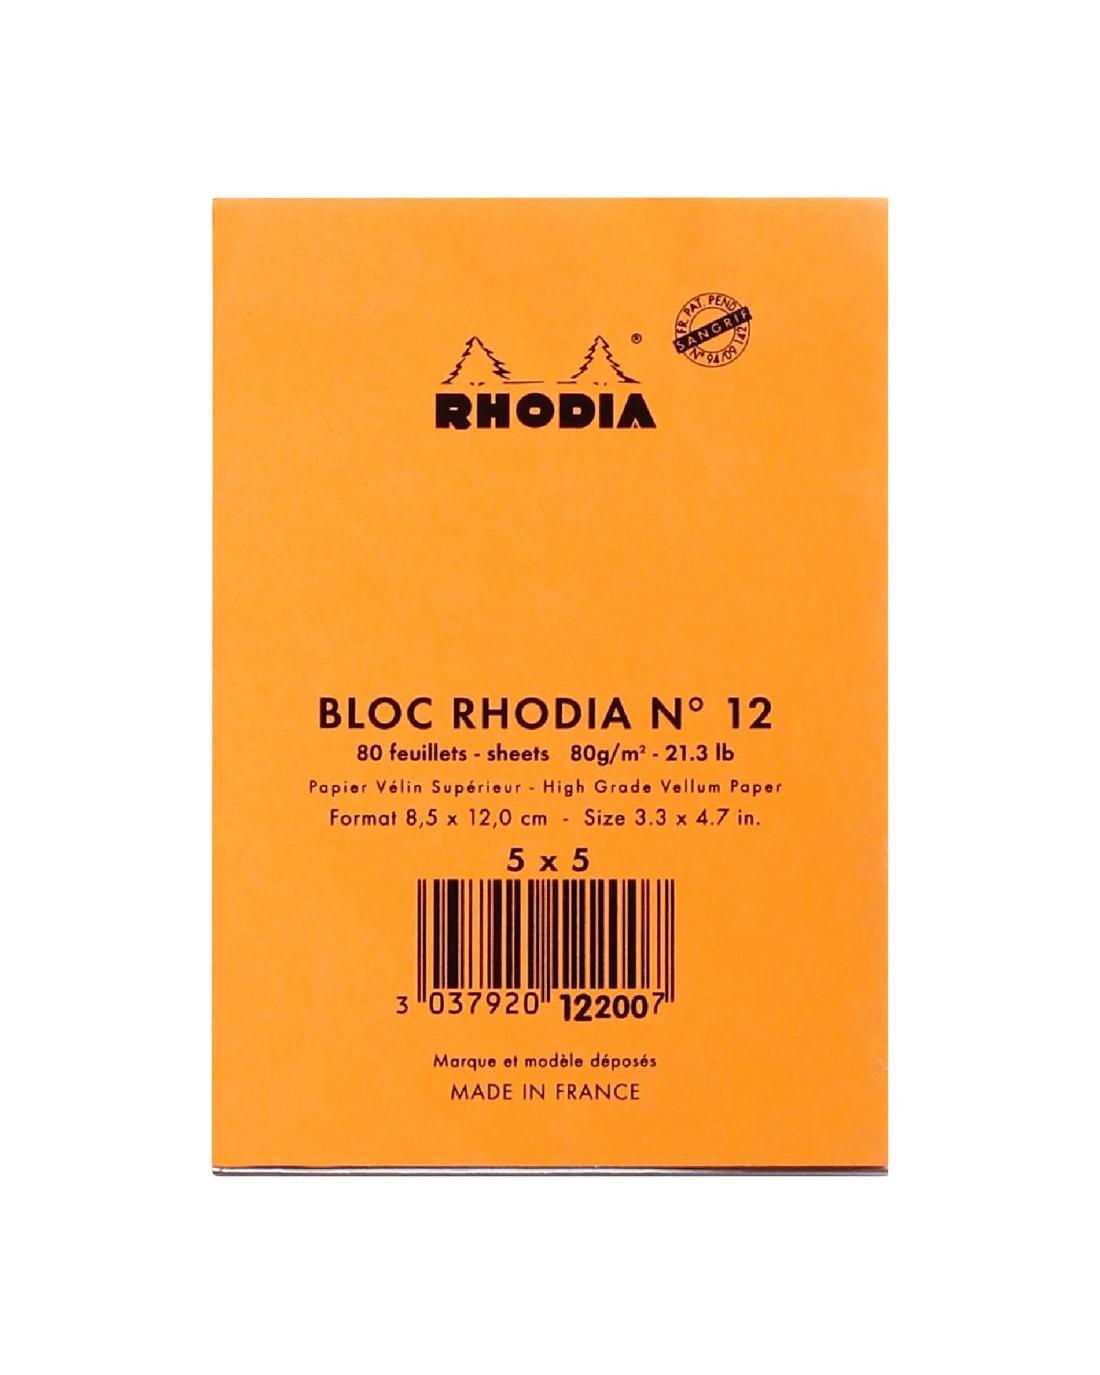 FR. PAT. PEND.
SANGRIF
N° 94/09 142
®
RHODIA
BLOC RHODIA N° 12
80 feuillets - sheets 80g/m² - 21.3 lb
Papier Vélin Supérieur - High Grade Vellum Paper
Format 8,5 x 12,0 cm - Size 3.3 x 4.7 in.
5 x 5
3 037920 122007
Marque et modèle déposés
MADE IN FRANCE